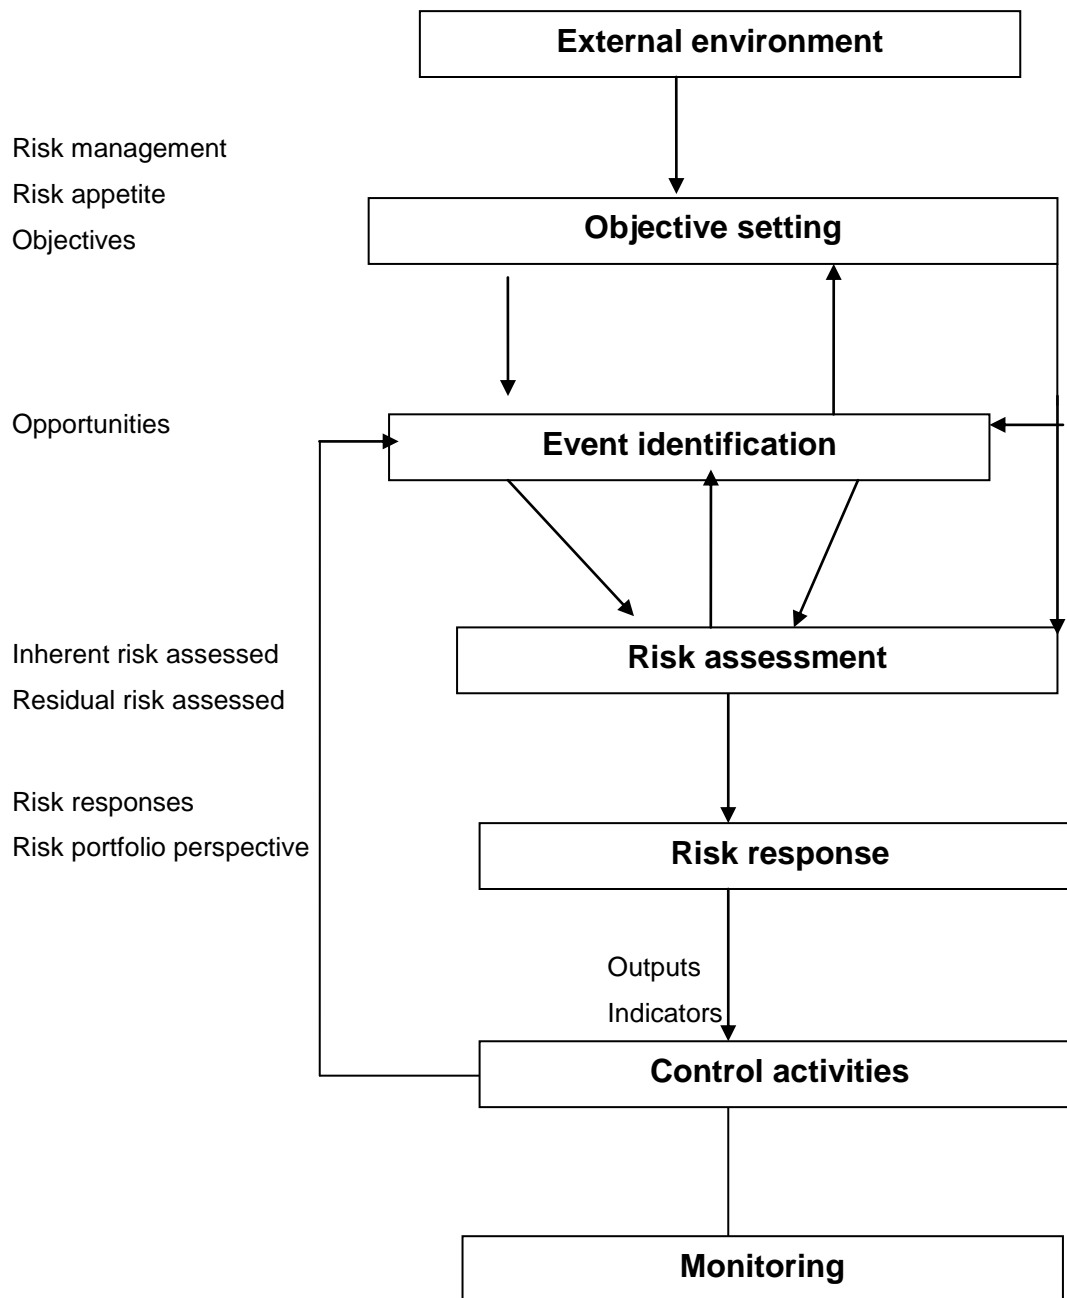 External environment
Risk management
Risk appetite
Objective setting
Objectives
Opportunities
Event identification
Inherent risk assessed
Risk assessment
Residual risk assessed
Risk responses
Risk portfolio perspective
Risk response
Outputs
Indicators
Control activities
Monitoring